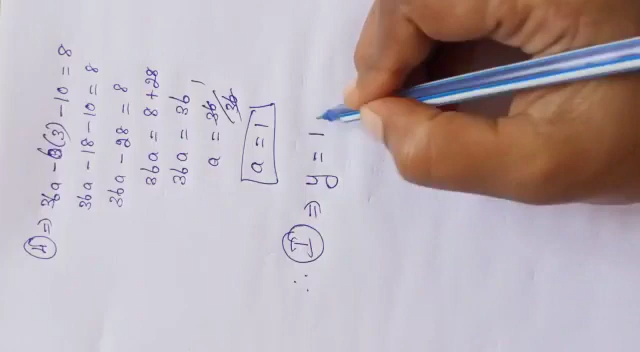 (II) ⇒ 36a - 6(3) - 10 = 8
36a - 18 - 10 = 8
36a - 28 = 8
36a = 8 + 28
36a = 36
a = 36/36 1
a = 1
∴ (I) ⇒ y = 1